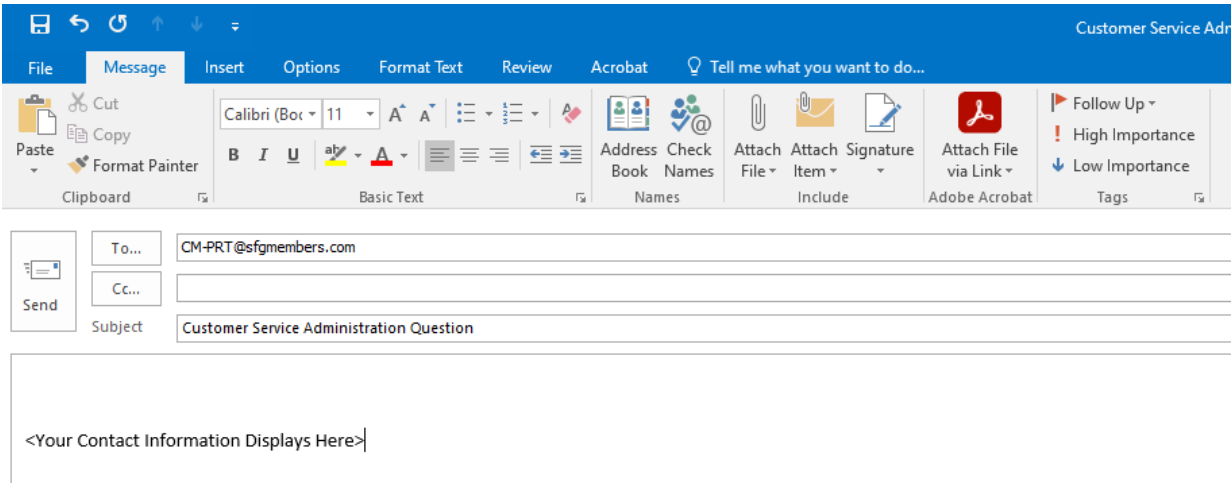 Customer Service Adm
File Message Insert Options Format Text Review Acrobat Tell me what you want to do...
Paste
Cut
Copy
Format Painter
Clipboard
Calibri (Boc 11
B I U
Basic Text
Address Book
Check Names
Names
Attach File
Attach Item
Signature
Include
Attach File via Link
Adobe Acrobat
Follow Up
High Importance
Low Importance
Tags
Send
To... CM-PRT@sfgmembers.com
Cc...
Subject Customer Service Administration Question
<Your Contact Information Displays Here>